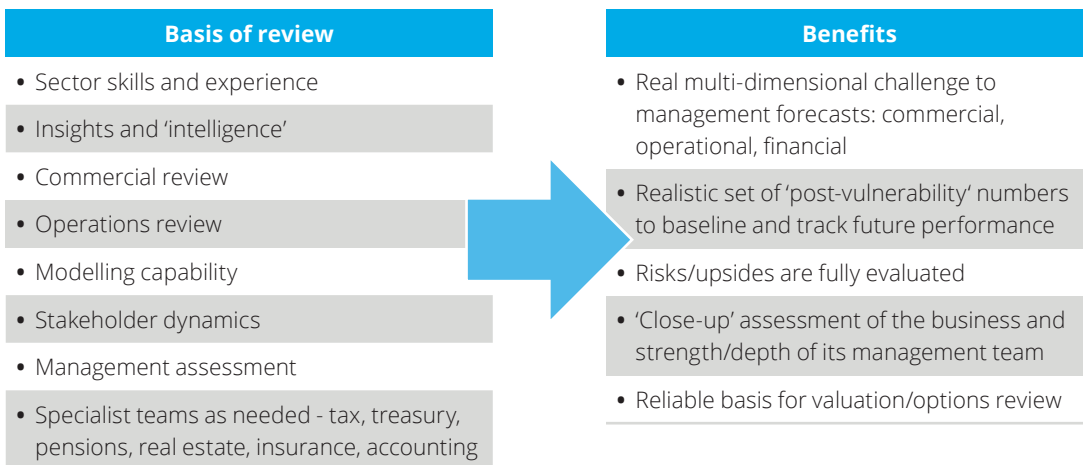 Basis of review
• Sector skills and experience
• Insights and ‘intelligence’
• Commercial review
• Operations review
• Modelling capability
• Stakeholder dynamics
• Management assessment
• Specialist teams as needed - tax, treasury,
pensions, real estate, insurance, accounting
Benefits
• Real multi-dimensional challenge to
management forecasts: commercial,
operational, financial
• Realistic set of ‘post-vulnerability‘ numbers
to baseline and track future performance
• Risks/upsides are fully evaluated
• ‘Close-up’ assessment of the business and
strength/depth of its management team
• Reliable basis for valuation/options review